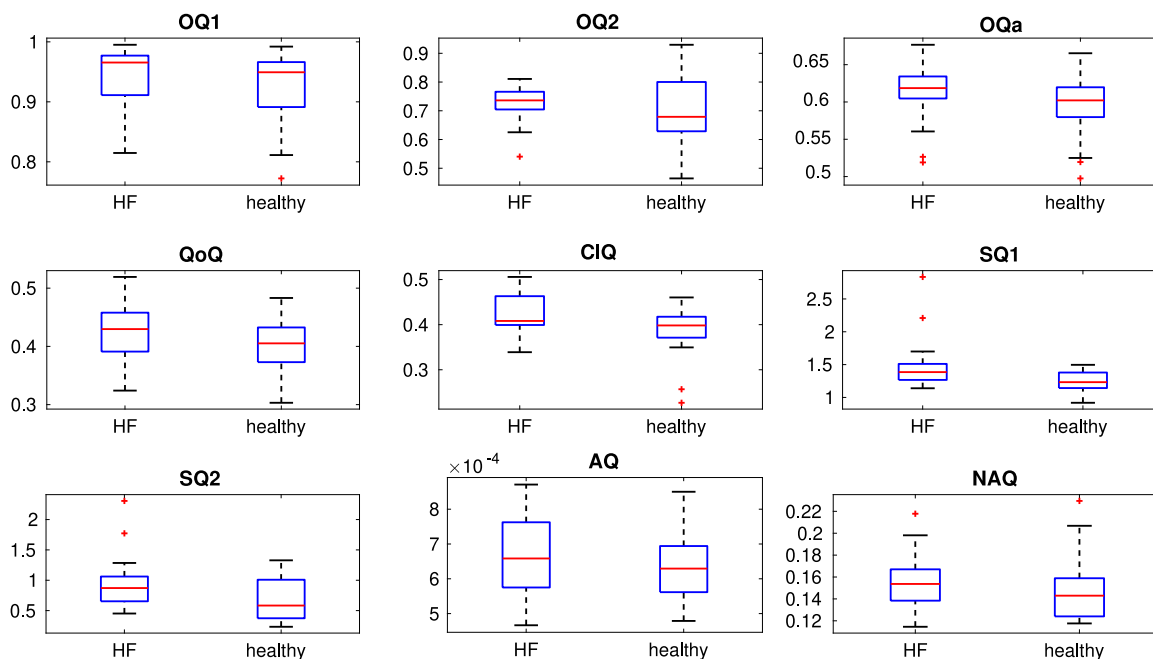 OQ1
1
0.9
0.8
HF healthy
OQ2
0.9
0.8
0.7
0.6
0.5
HF healthy
OQa
0.65
0.6
0.55
0.5
HF healthy
QoQ
0.5
0.4
0.3
HF healthy
ClQ
0.5
0.4
0.3
HF healthy
SQ1
2.5
2
1.5
1
HF healthy
SQ2
2
1
0.5
HF healthy
AQ
×10⁻⁴
8
7
6
5
HF healthy
NAQ
0.22
0.2
0.18
0.16
0.14
0.12
HF healthy